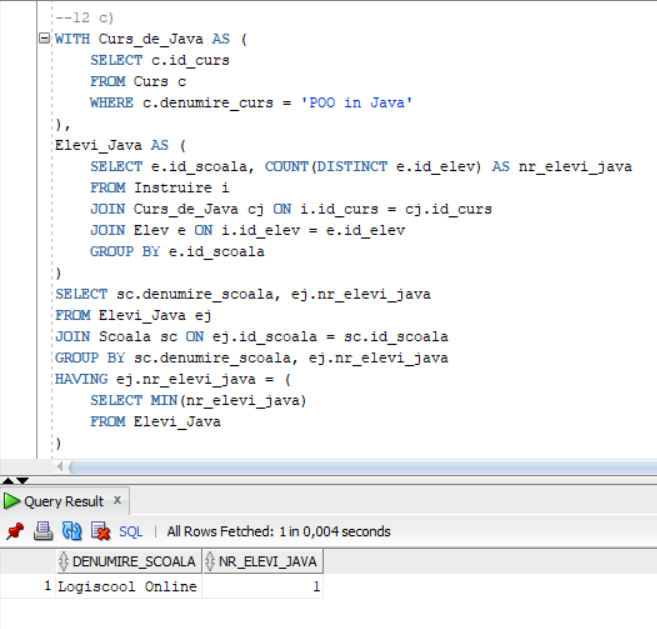 --12 c)
WITH Curs_de_Java AS (
SELECT c.id_curs
FROM Curs c
WHERE c.denumire_curs = 'POO in Java'
),
Elevi_Java AS (
SELECT e.id_scoala, COUNT(DISTINCT e.id_elev) AS nr_elevi_java
FROM Instruire i
JOIN Curs_de_Java cj ON i.id_curs = cj.id_curs
JOIN Elev e ON i.id_elev = e.id_elev
GROUP BY e.id_scoala
)
SELECT sc.denumire_scoala, ej.nr_elevi_java
FROM Elevi_Java ej
JOIN Scoala sc ON ej.id_scoala = sc.id_scoala
GROUP BY sc.denumire_scoala, ej.nr_elevi_java
HAVING ej.nr_elevi_java = (
SELECT MIN(nr_elevi_java)
FROM Elevi_Java
)
Query Result x
SQL | All Rows Fetched: 1 in 0,004 seconds
DENUMIRE_SCOALA NR_ELEVI_JAVA
1 Logiscool Online 1